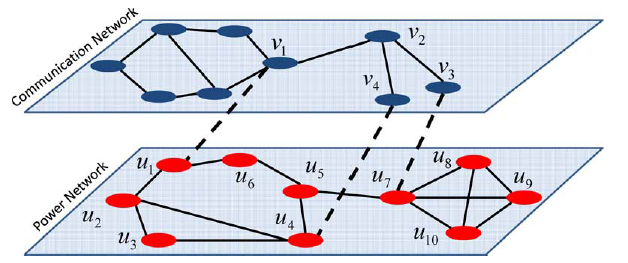 Communication Network
v1
v2
v3
v4
Power Network
u1
u6
u5
u7
u8
u9
u2
u3
u4
u10